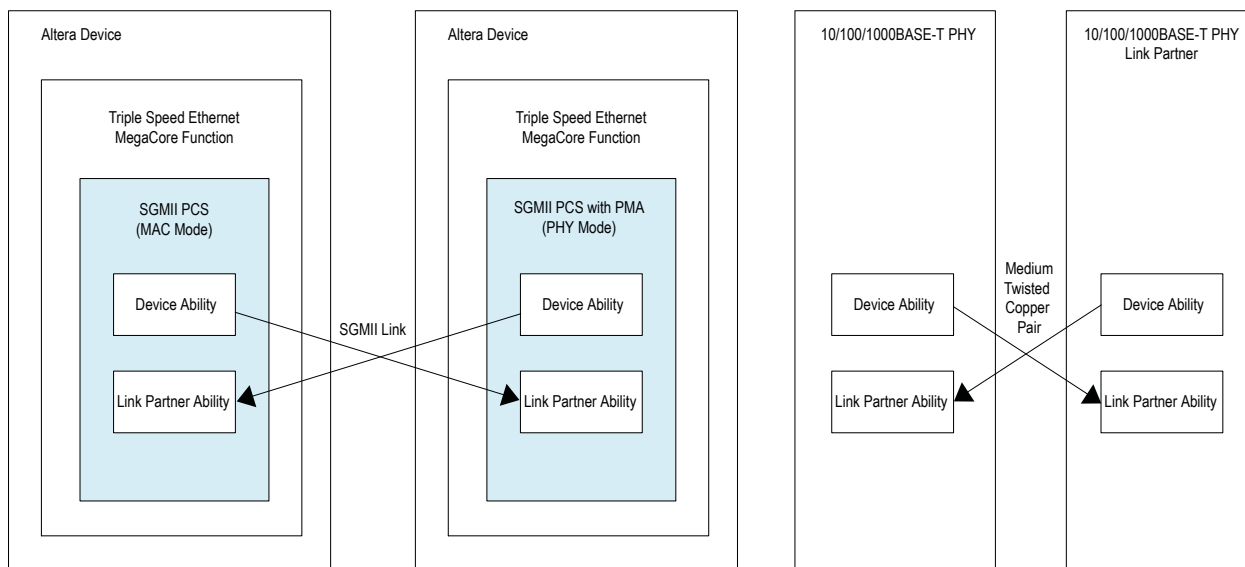 Altera Device
Triple Speed Ethernet
MegaCore Function
SGMII PCS
(MAC Mode)
Device Ability
Link Partner Ability
SGMII Link
Altera Device
Triple Speed Ethernet
MegaCore Function
SGMII PCS with PMA
(PHY Mode)
Device Ability
Link Partner Ability
10/100/1000BASE-T PHY
Device Ability
Link Partner Ability
Medium
Twisted
Copper
Pair
10/100/1000BASE-T PHY
Link Partner
Device Ability
Link Partner Ability